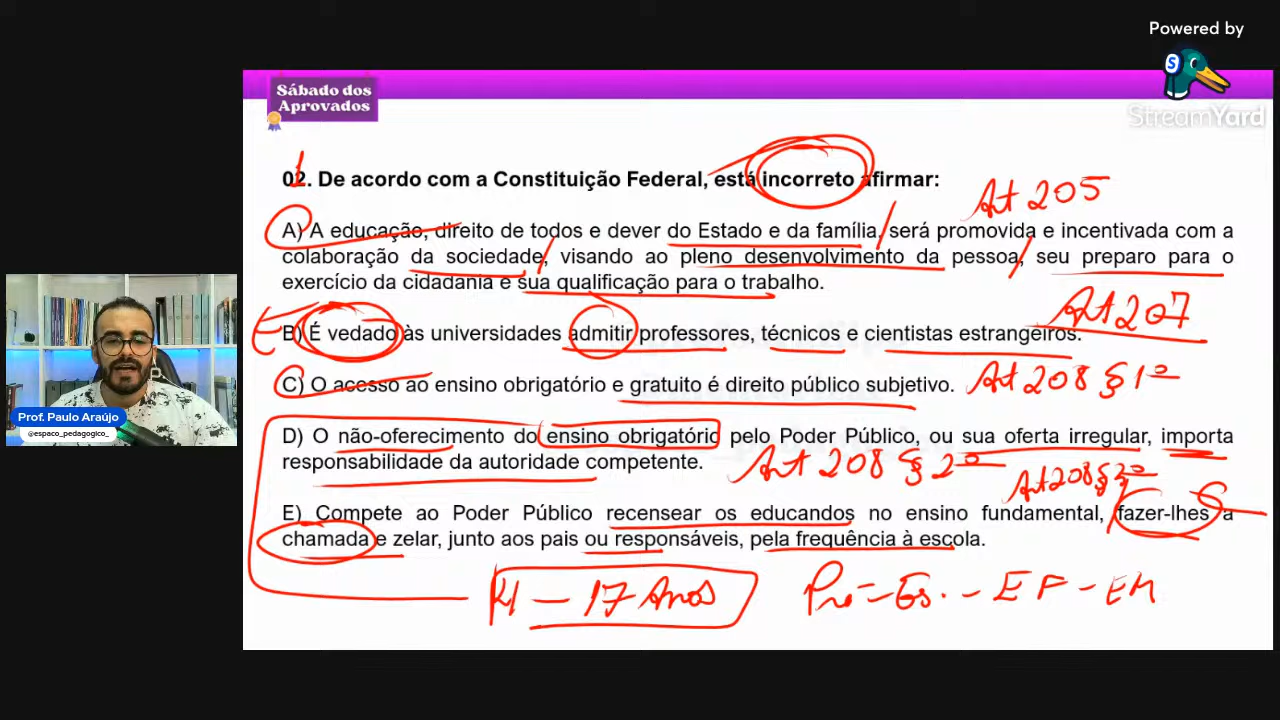 Powered by
StreamYard
Sábado dos
Aprovados
02. De acordo com a Constituição Federal, está incorreto afirmar:
1
Art 205
A) A educação, direito de todos e dever do Estado e da família, será promovida e incentivada com a
colaboração da sociedade, visando ao pleno desenvolvimento da pessoa, seu preparo para o
exercício da cidadania e sua qualificação para o trabalho.
Art 207
B) É vedado às universidades admitir professores, técnicos e cientistas estrangeiros.
C) O acesso ao ensino obrigatório e gratuito é direito público subjetivo.
Art 208 § 1º
D) O não-oferecimento do ensino obrigatório pelo Poder Público, ou sua oferta irregular, importa
responsabilidade da autoridade competente.
Art 208 § 2º
Art 208 § 3º
E) Compete ao Poder Público recensear os educandos no ensino fundamental, fazer-lhes a
chamada e zelar, junto aos pais ou responsáveis, pela frequência à escola.
4 — 17 Anos
Pré - Es. - EF - EM
Prof. Paulo Araújo
@espaco_pedagogico_